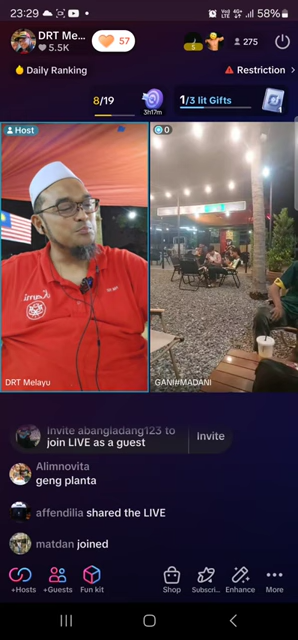 23:29
58%
DRT Me...
5.5K
57
5
275
Daily Ranking
Restriction >
8/19
3h17m
1/3 lit Gifts
Host
0
DRT Melayu
GANI#MADANI
Invite abangladang123 to
join LIVE as a guest
Invite
Alimnovita
geng planta
affendilia shared the LIVE
matdan joined
+Hosts
+Guests
Fun kit
Shop
Subscri...
Enhance
More